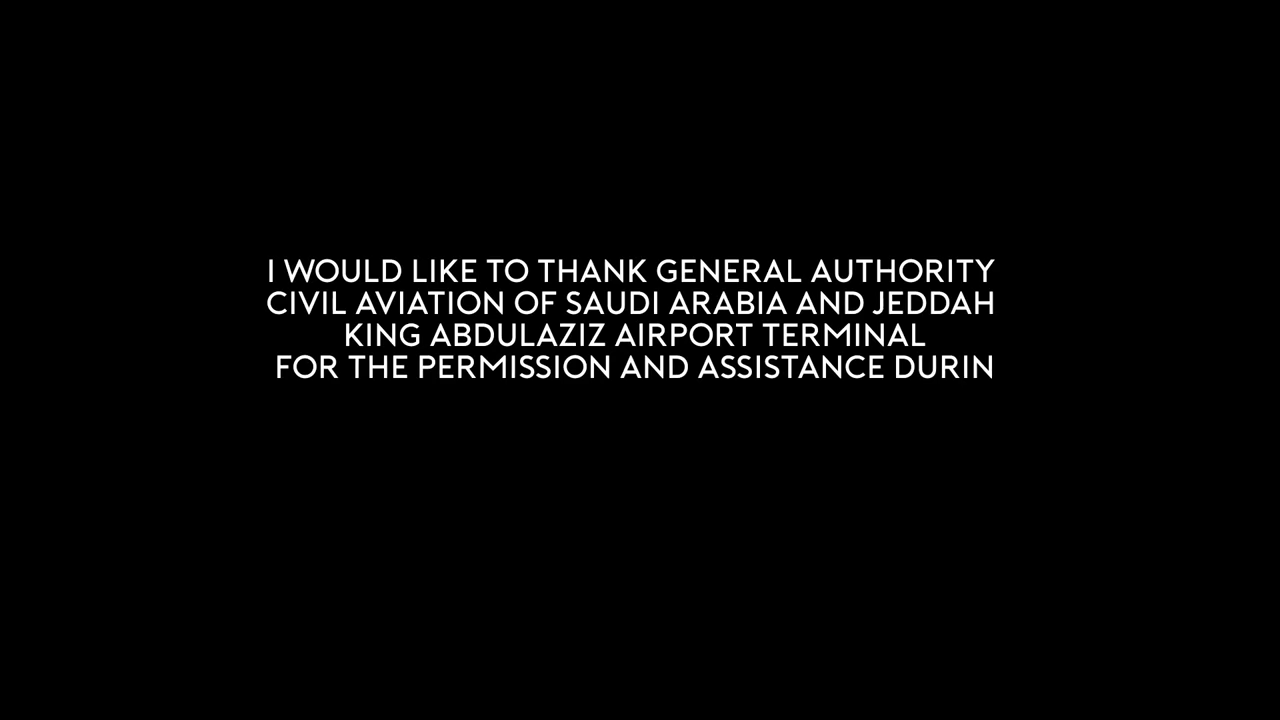 I WOULD LIKE TO THANK GENERAL AUTHORITY
CIVIL AVIATION OF SAUDI ARABIA AND JEDDAH
KING ABDULAZIZ AIRPORT TERMINAL
FOR THE PERMISSION AND ASSISTANCE DURIN